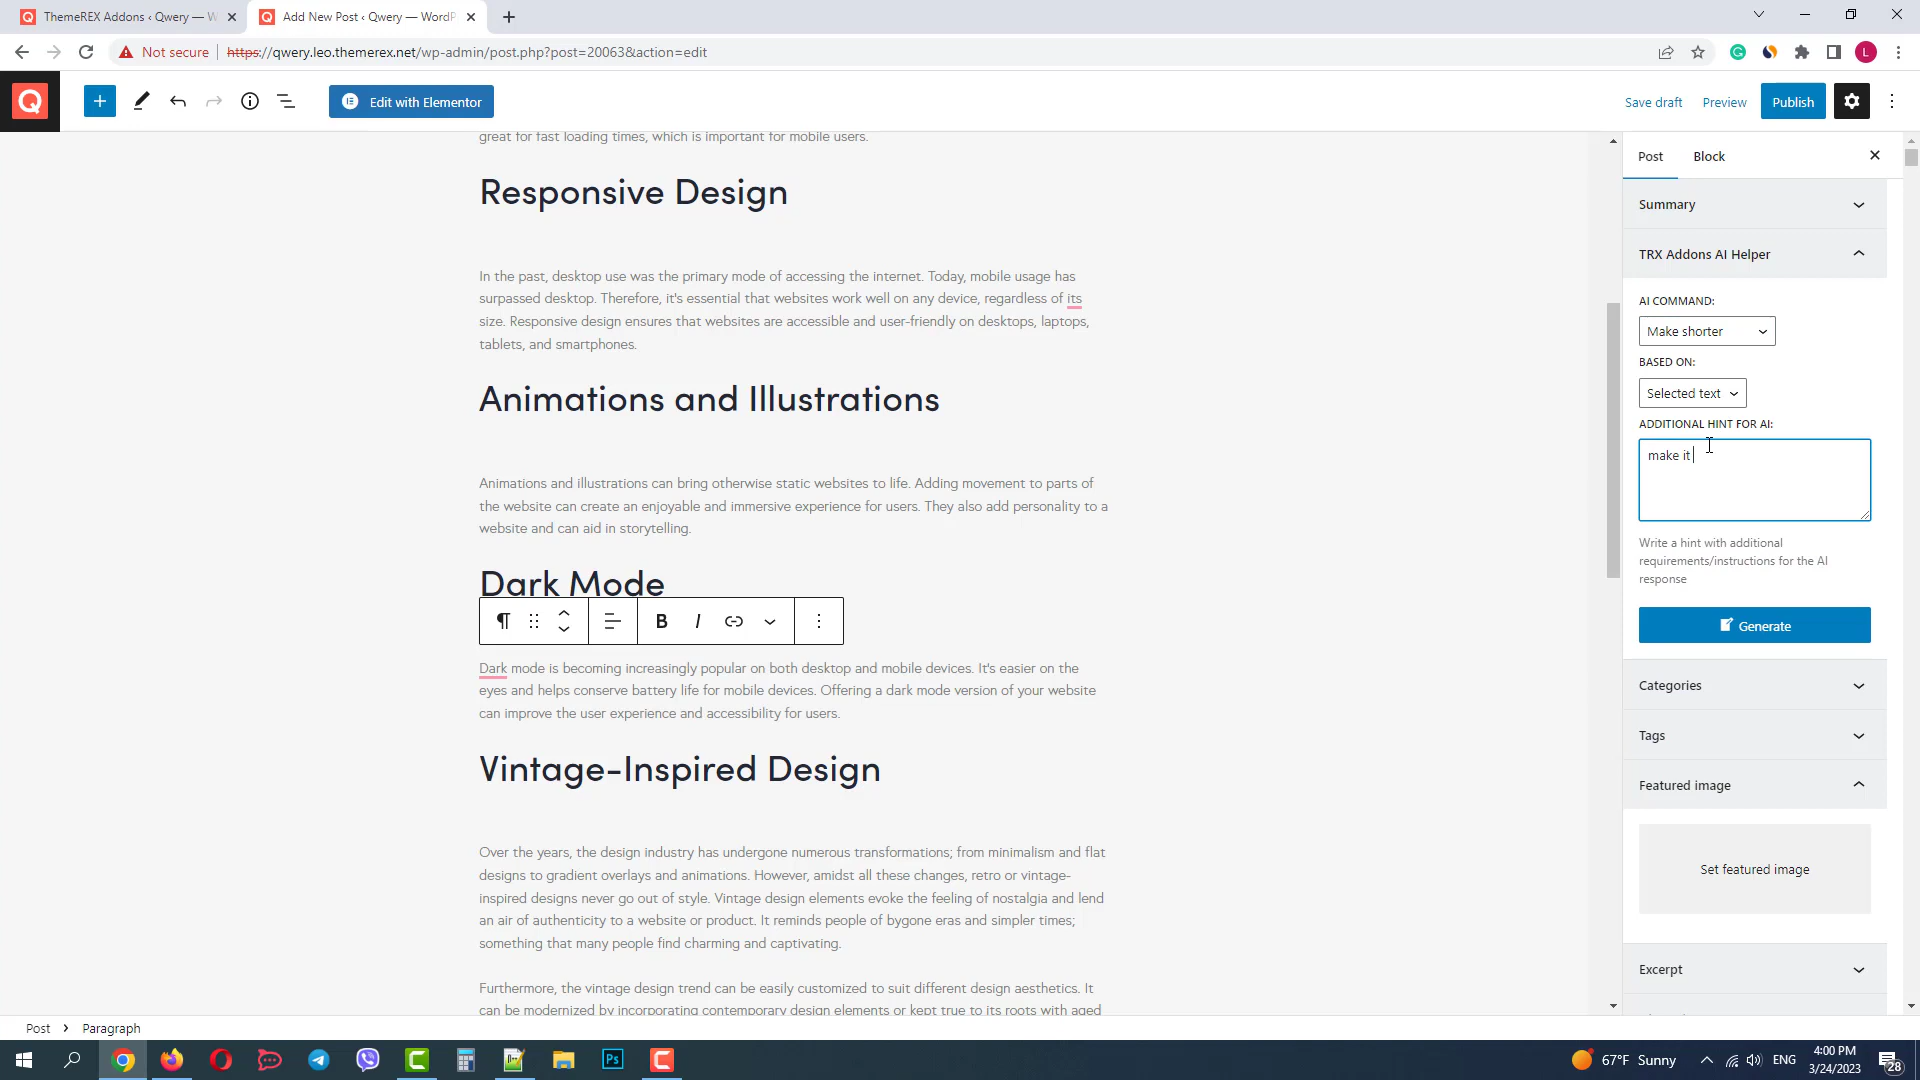 ThemeREX Addons ‹ Qwery — W
Add New Post ‹ Qwery — WordP
Not secure
https://qwery.leo.themerex.net/wp-admin/post.php?post=20063&action=edit
L
Q
Edit with Elementor
Save draft
Preview
Publish
great for fast loading times, which is important for mobile users.
Responsive Design
In the past, desktop use was the primary mode of accessing the internet. Today, mobile usage has
surpassed desktop. Therefore, it's essential that websites work well on any device, regardless of its
size. Responsive design ensures that websites are accessible and user-friendly on desktops, laptops,
tablets, and smartphones.
Animations and Illustrations
Animations and illustrations can bring otherwise static websites to life. Adding movement to parts of
the website can create an enjoyable and immersive experience for users. They also add personality to a
website and can aid in storytelling.
Dark Mode
B I
Dark mode is becoming increasingly popular on both desktop and mobile devices. It's easier on the
eyes and helps conserve battery life for mobile devices. Offering a dark mode version of your website
can improve the user experience and accessibility for users.
Vintage-Inspired Design
Over the years, the design industry has undergone numerous transformations; from minimalism and flat
designs to gradient overlays and animations. However, amidst all these changes, retro or vintage-
inspired designs never go out of style. Vintage design elements evoke the feeling of nostalgia and lend
an air of authenticity to a website or product. It reminds people of bygone eras and simpler times;
something that many people find charming and captivating.
Furthermore, the vintage design trend can be easily customized to suit different design aesthetics. It
can be modernized by incorporating contemporary design elements or kept true to its roots with aged
Post
Block
Summary
TRX Addons AI Helper
AI COMMAND:
Make shorter
BASED ON:
Selected text
ADDITIONAL HINT FOR AI:
make it
Write a hint with additional
requirements/instructions for the AI
response
Generate
Categories
Tags
Featured image
Set featured image
Excerpt
Post
Paragraph
Ps
67°F Sunny
ENG
4:00 PM
3/24/2023
28